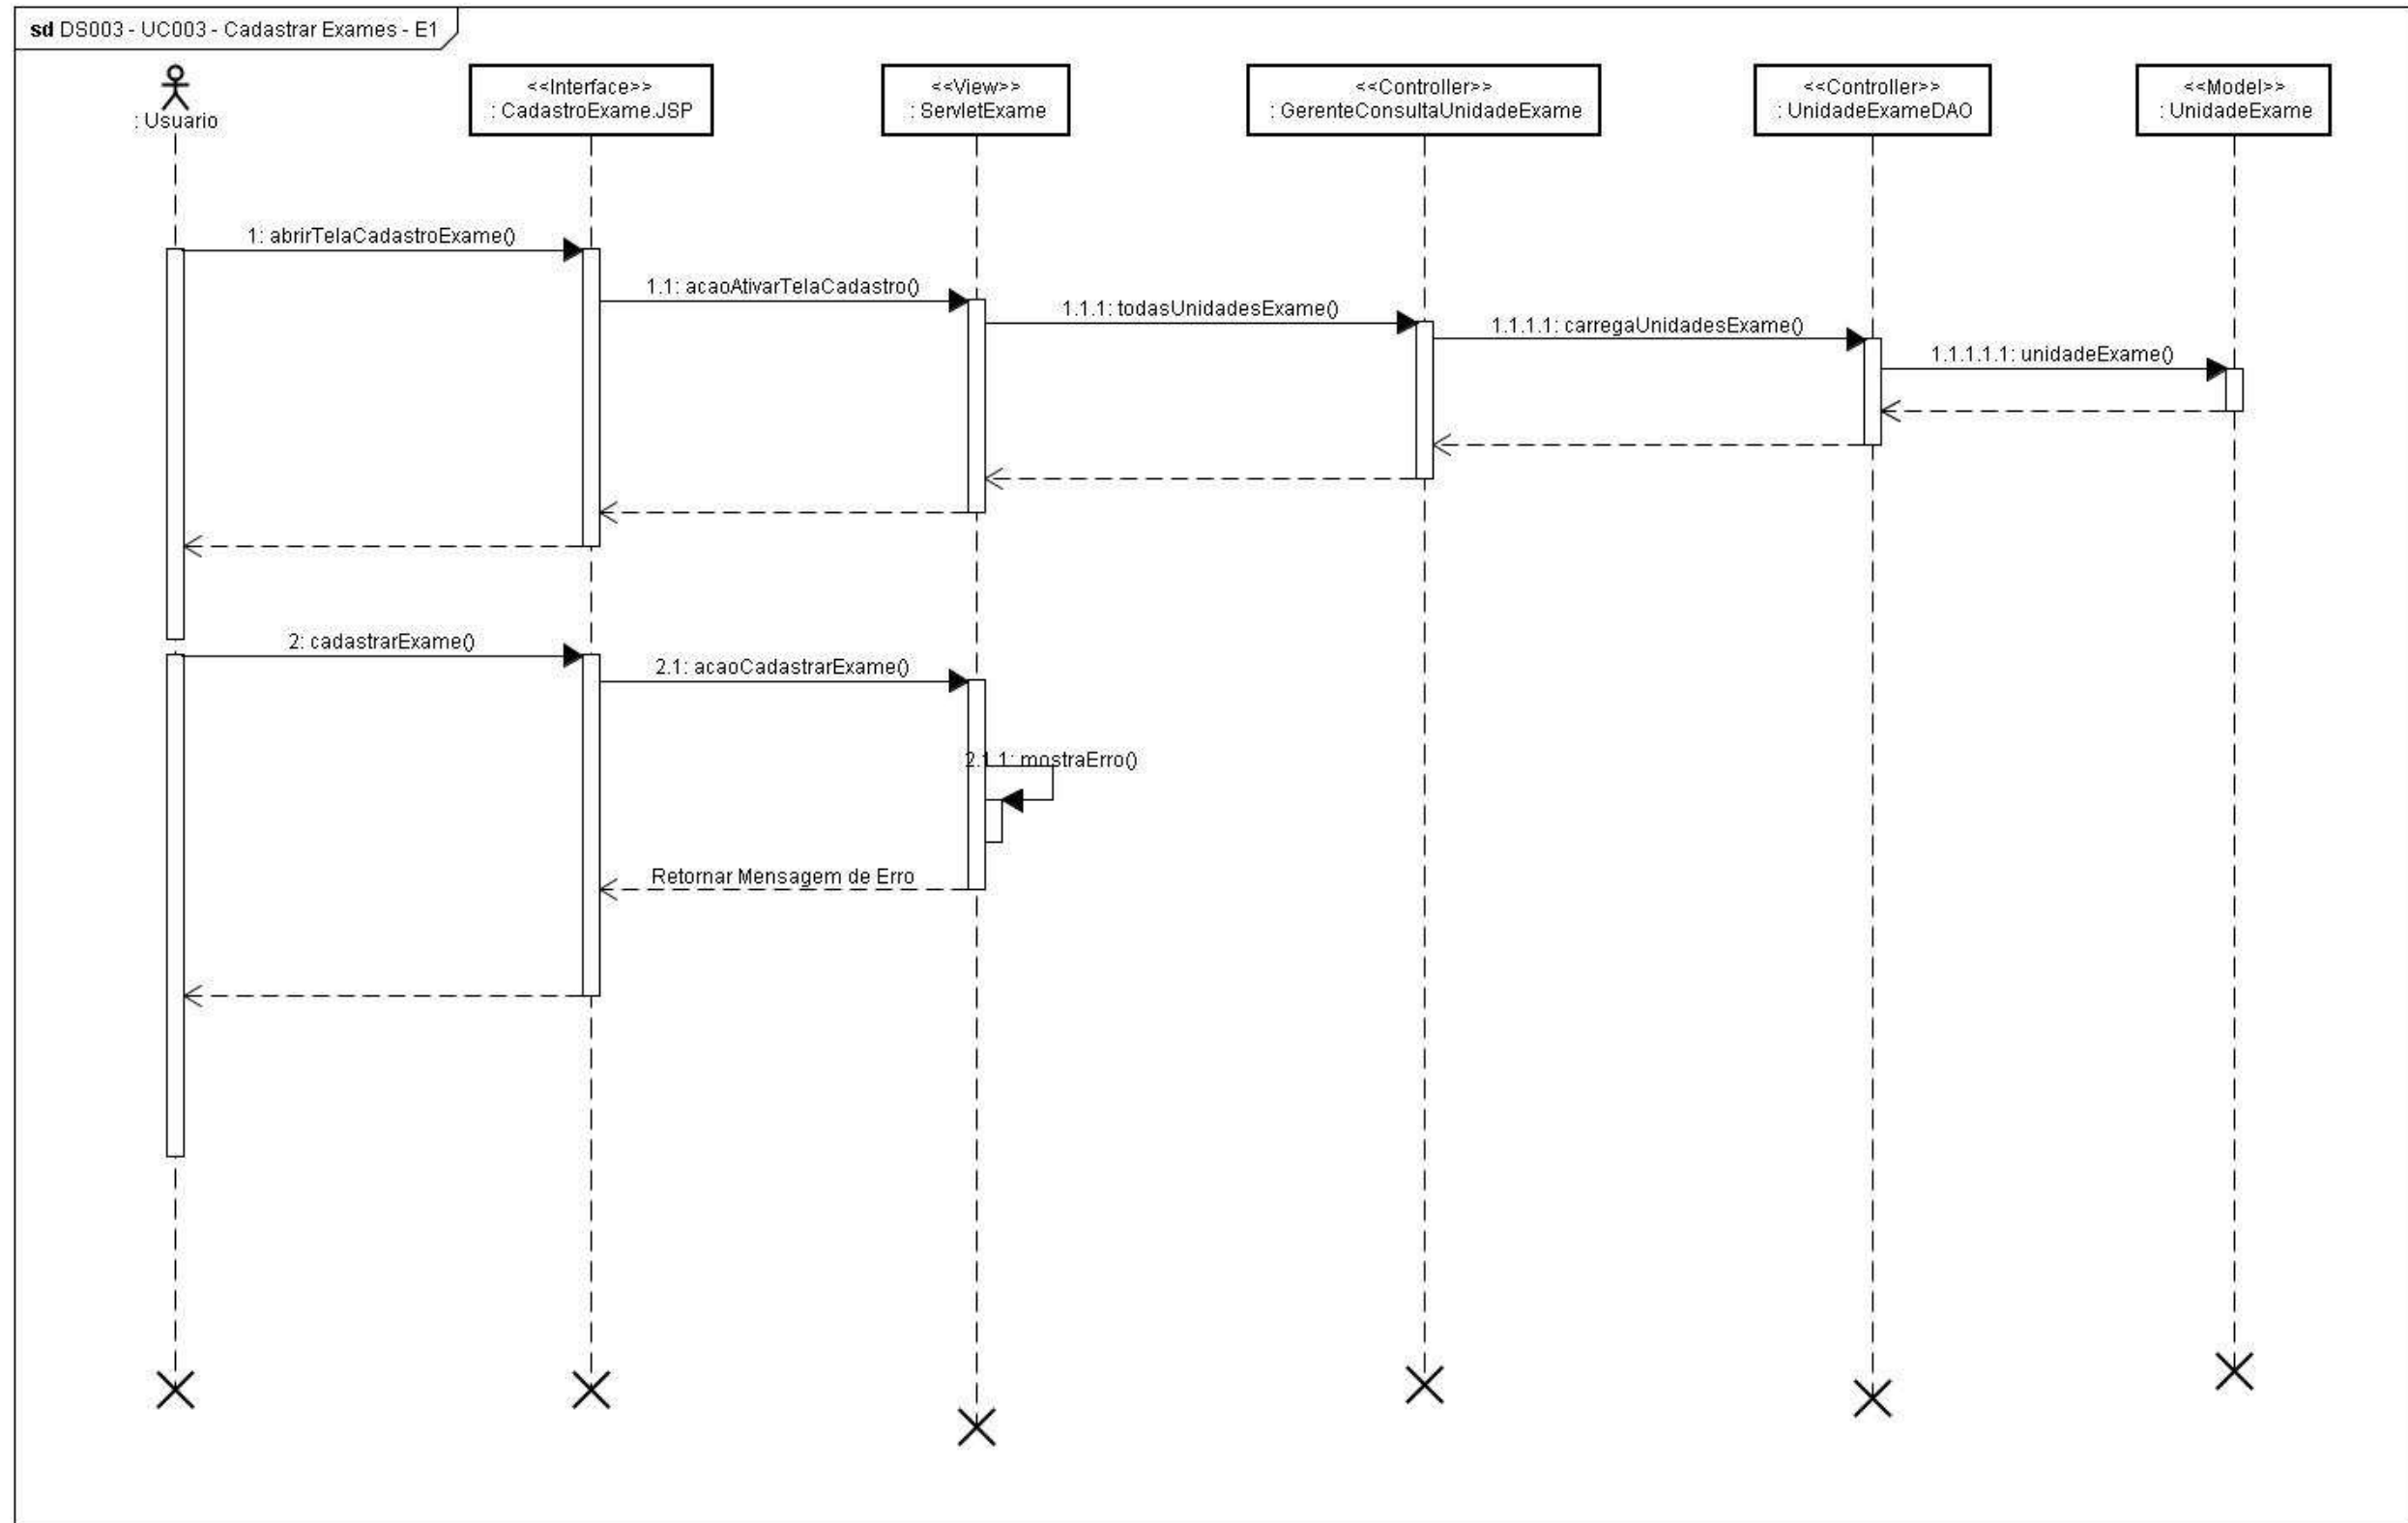 sd DS003 - UC003 - Cadastrar Exames - E1
: Usuario
<<Interface>>
: CadastroExame.JSP
<<View>>
: ServletExame
<<Controller>>
: GerenteConsultaUnidadeExame
<<Controller>>
: UnidadeExameDAO
<<Model>>
: UnidadeExame
1: abrirTelaCadastroExame()
1.1: acaoAtivarTelaCadastro()
1.1.1: todasUnidadesExame()
1.1.1.1: carregaUnidadesExame()
1.1.1.1.1: unidadeExame()
2: cadastrarExame()
2.1: acaoCadastrarExame()
2.1.1: mostraErro()
Retornar Mensagem de Erro